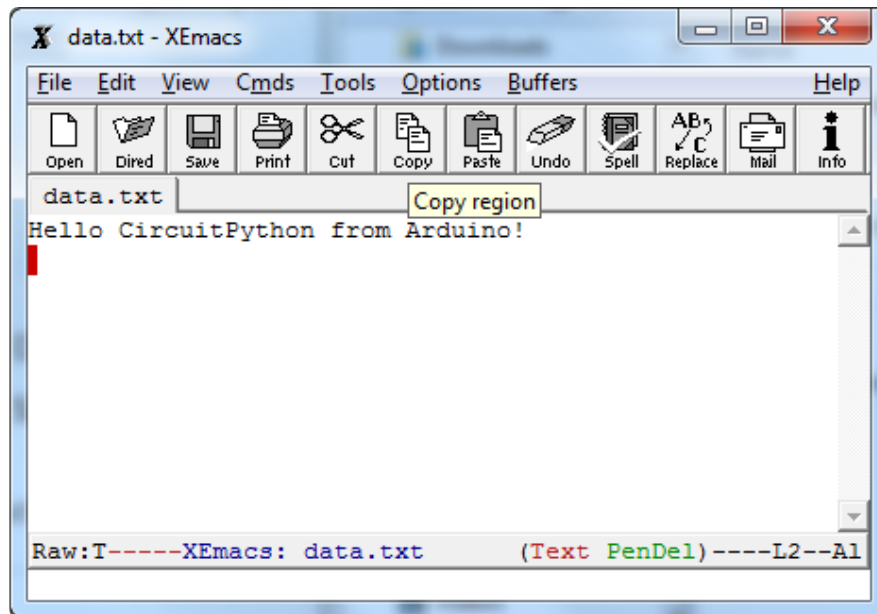 data.txt - XEmacs
File Edit View Cmds Tools Options Buffers Help
Open Dired Save Print Cut Copy Paste Undo Spell Replace Mail Info
data.txt
Copy region
Hello CircuitPython from Arduino!
Raw:T-----XEmacs: data.txt (Text PenDel)----L2--Al